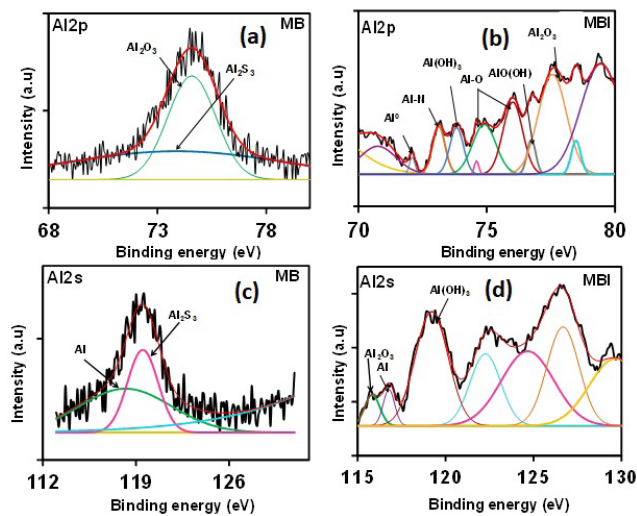 Al2p
MB
(a)
Al₂O₃
Al₂S₃
Intensity (a.u)
68
73
78
Binding energy (eV)
Al2p
MBI
(b)
Al₂O₃
Al(OH)₃
Al-O
AlO(OH)
Al-N
Al⁰
Intensity (a.u)
70
75
80
Binding energy (eV)
Al2s
MB
(c)
Al₂S₃
Al
Intensity (a.u)
112
119
126
Binding energy (eV)
Al2s
MBI
(d)
Al(OH)₃
Al₂O₃
Al
Intensity (a.u)
115
120
125
130
Binding energy (eV)